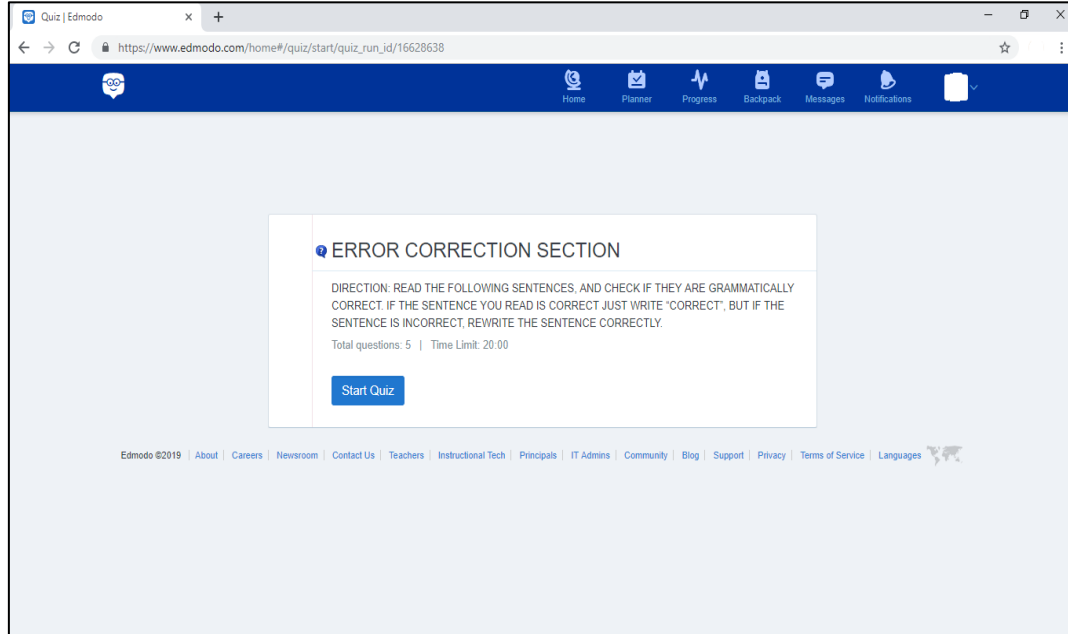 Quiz | Edmodo
https://www.edmodo.com/home#/quiz/start/quiz_run_id/16628638
Home Planner Progress Backpack Messages Notifications
ERROR CORRECTION SECTION
DIRECTION: READ THE FOLLOWING SENTENCES, AND CHECK IF THEY ARE GRAMMATICALLY
CORRECT. IF THE SENTENCE YOU READ IS CORRECT JUST WRITE “CORRECT”, BUT IF THE
SENTENCE IS INCORRECT, REWRITE THE SENTENCE CORRECTLY.
Total questions: 5 | Time Limit: 20:00
Start Quiz
Edmodo ©2019 | About | Careers | Newsroom | Contact Us | Teachers | Instructional Tech | Principals | IT Admins | Community | Blog | Support | Privacy | Terms of Service | Languages